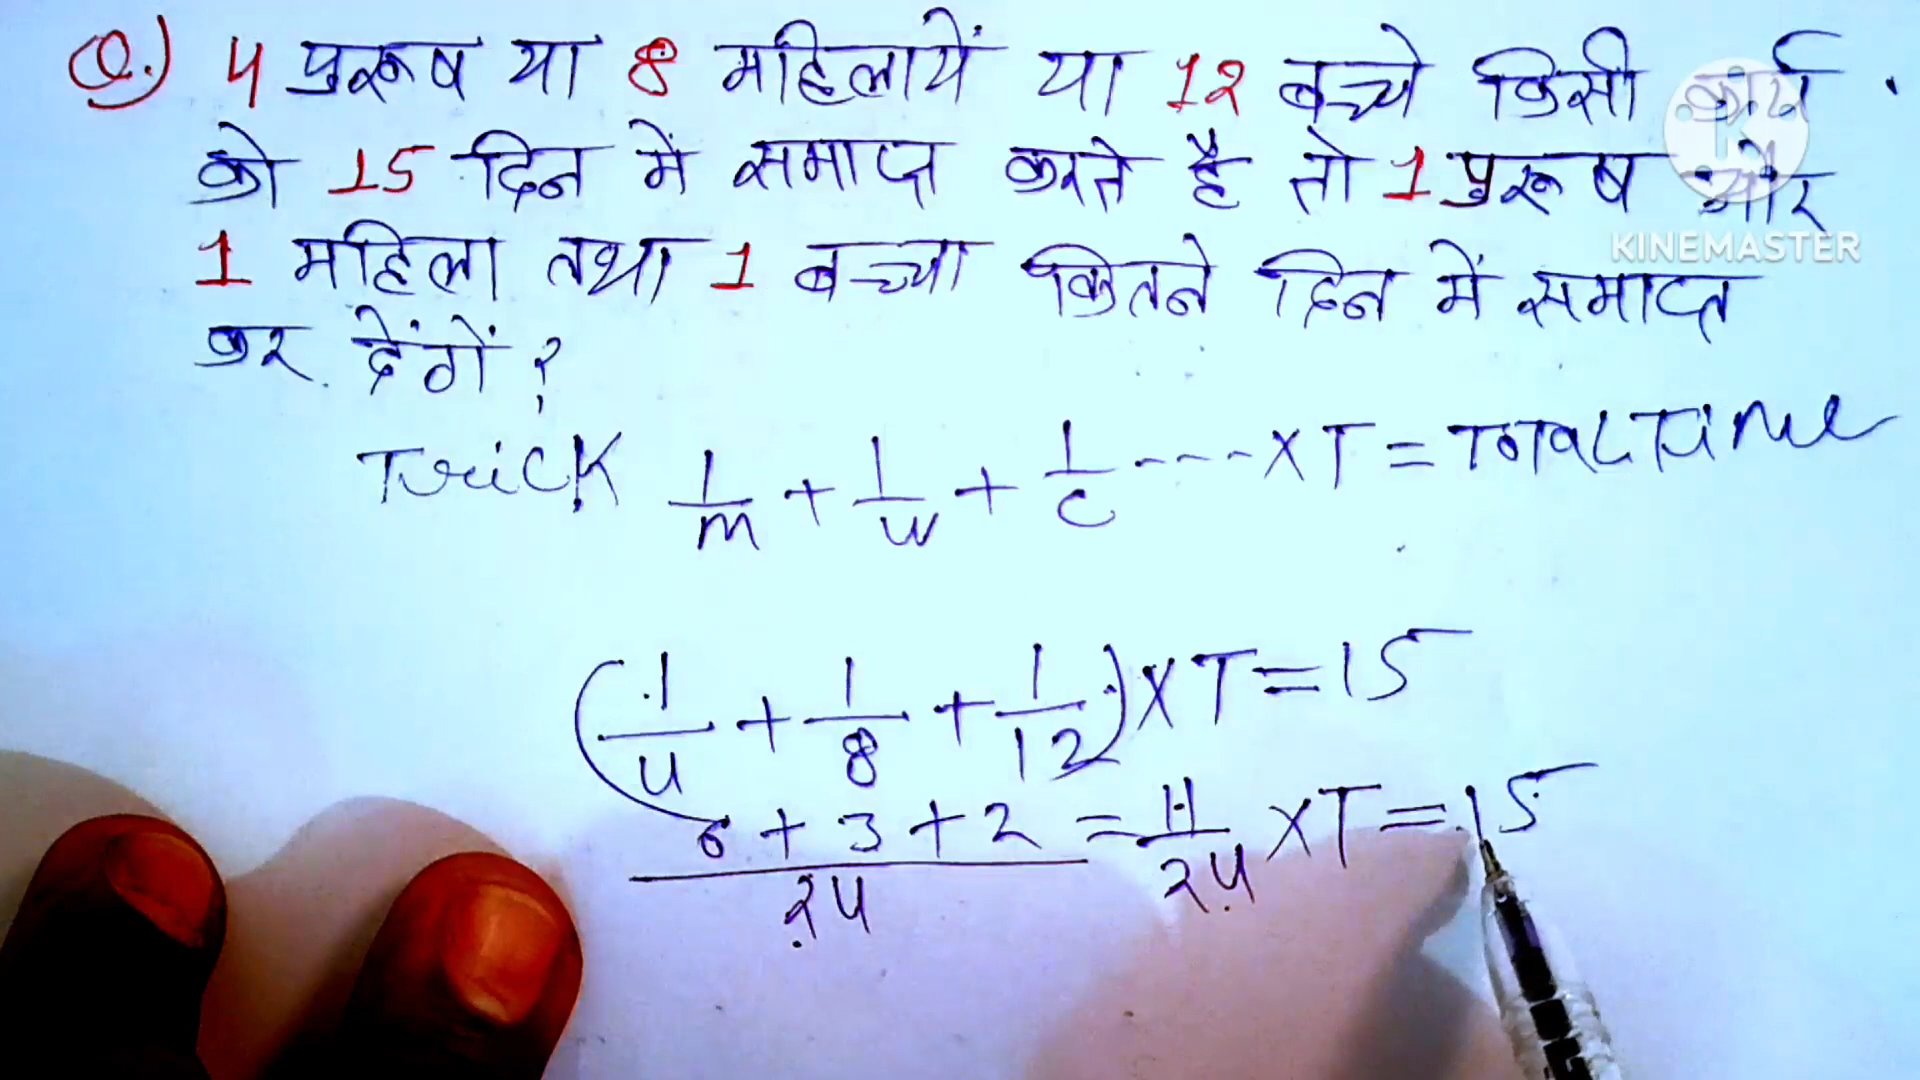 Q.) 4 पुरूष या 8 महिलायें या 12 बच्चे किसी कार्य
को 15 दिन में समाप्त करते है तो 1 पुरूष और
1 महिला तथा 1 बच्चा कितने दिन में समाप्त
कर देंगें ?
KINEMASTER
Trick 1/m + 1/w + 1/c ---- × T = Total Time
(1/4 + 1/8 + 1/12) × T = 15
6 + 3 + 2 / 24 = 11/24 × T = 15